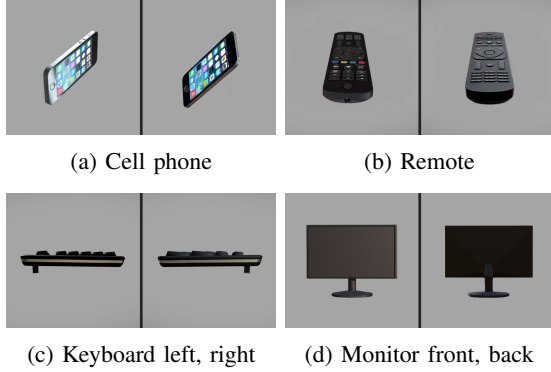 (a) Cell phone
(b) Remote
(c) Keyboard left, right
(d) Monitor front, back